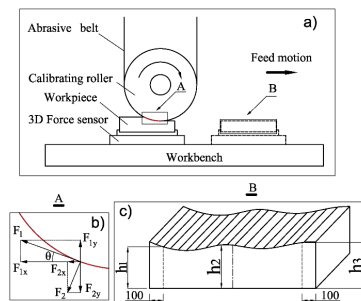 a)
Abrasive belt
Calibrating roller
Workpiece
3D Force sensor
A
Feed motion
B
Workbench
A
b)
F1
F1y
θ
F1x
F2x
F2
F2y
B
c)
h1
h2
h3
100
100